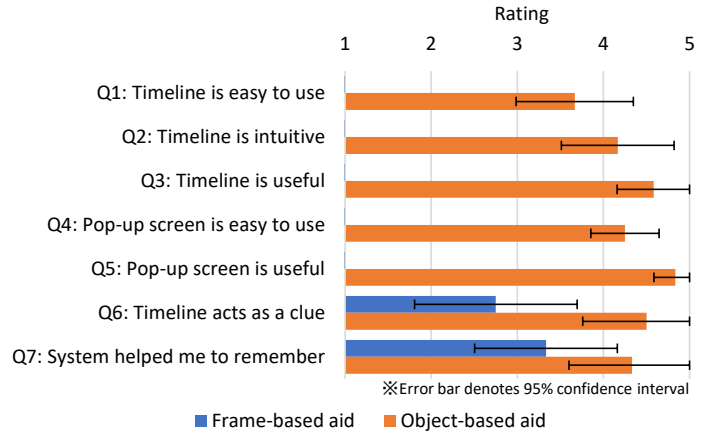 Rating
1 2 3 4 5
Q1: Timeline is easy to use
Q2: Timeline is intuitive
Q3: Timeline is useful
Q4: Pop-up screen is easy to use
Q5: Pop-up screen is useful
Q6: Timeline acts as a clue
Q7: System helped me to remember
※Error bar denotes 95% confidence interval
Frame-based aid Object-based aid